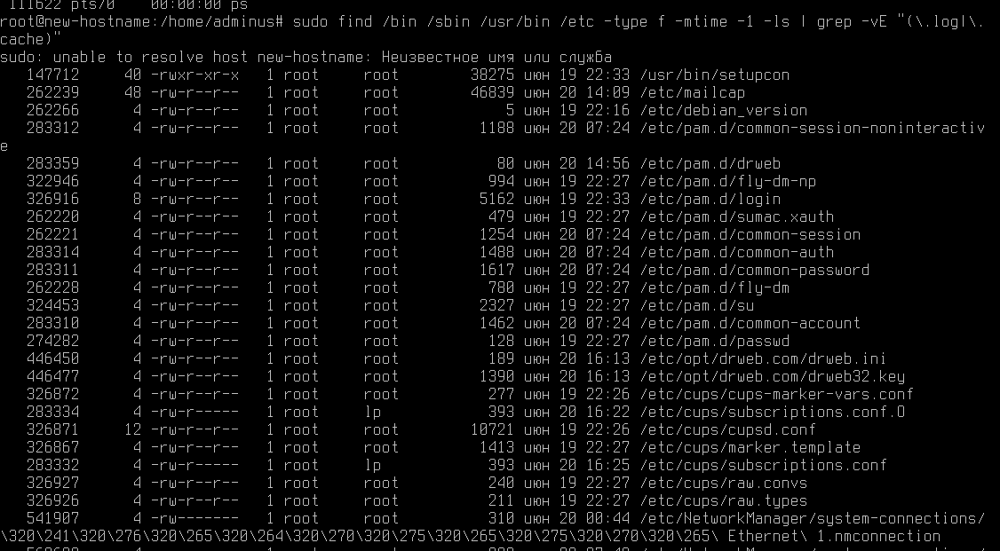 111622 pts/0    00:00:00 ps
root@new-hostname:/home/adminus# sudo find /bin /sbin /usr/bin /etc -type f -mtime -1 -ls | grep -vE "(\.log|\.
cache)"
sudo: unable to resolve host new-hostname: Неизвестное имя или служба
147712     40 -rwxr-xr-x   1 root     root        38275 июн 19 22:33 /usr/bin/setupcon
262239     48 -rw-r--r--   1 root     root        46839 июн 20 14:09 /etc/mailcap
262266      4 -rw-r--r--   1 root     root            5 июн 19 22:16 /etc/debian_version
283312      4 -rw-r--r--   1 root     root         1188 июн 20 07:24 /etc/pam.d/common-session-noninteractiv
e
283359      4 -rw-r--r--   1 root     root           80 июн 20 14:56 /etc/pam.d/drweb
322946      4 -rw-r--r--   1 root     root          994 июн 19 22:27 /etc/pam.d/fly-dm-np
326916      8 -rw-r--r--   1 root     root         5162 июн 19 22:33 /etc/pam.d/login
262220      4 -rw-r--r--   1 root     root          479 июн 19 22:27 /etc/pam.d/sumac.xauth
262221      4 -rw-r--r--   1 root     root         1254 июн 20 07:24 /etc/pam.d/common-session
283314      4 -rw-r--r--   1 root     root         1488 июн 20 07:24 /etc/pam.d/common-auth
283311      4 -rw-r--r--   1 root     root         1617 июн 20 07:24 /etc/pam.d/common-password
262228      4 -rw-r--r--   1 root     root          780 июн 19 22:27 /etc/pam.d/fly-dm
324453      4 -rw-r--r--   1 root     root         2327 июн 19 22:27 /etc/pam.d/su
283310      4 -rw-r--r--   1 root     root         1462 июн 20 07:24 /etc/pam.d/common-account
274282      4 -rw-r--r--   1 root     root          128 июн 19 22:27 /etc/pam.d/passwd
446450      4 -rw-r--r--   1 root     root          189 июн 20 16:13 /etc/opt/drweb.com/drweb.ini
446477      4 -rw-r--r--   1 root     root         1390 июн 20 16:13 /etc/opt/drweb.com/drweb32.key
326872      4 -rw-r--r--   1 root     root          277 июн 19 22:26 /etc/cups/cups-marker-vars.conf
283334      4 -rw-r-----   1 root     lp            393 июн 20 16:22 /etc/cups/subscriptions.conf.O
326871     12 -rw-r--r--   1 root     root        10721 июн 19 22:26 /etc/cups/cupsd.conf
326867      4 -rw-r--r--   1 root     root         1413 июн 19 22:27 /etc/cups/marker.template
283332      4 -rw-r-----   1 root     lp            393 июн 20 16:25 /etc/cups/subscriptions.conf
326927      4 -rw-r--r--   1 root     root          240 июн 19 22:27 /etc/cups/raw.convs
326926      4 -rw-r--r--   1 root     root          211 июн 19 22:27 /etc/cups/raw.types
541907      4 -rw-------   1 root     root          310 июн 20 00:44 /etc/NetworkManager/system-connections/
\320\241\320\276\320\265\320\264\320\270\320\275\320\265\320\275\320\270\320\265\ Ethernet\ 1.nmconnection